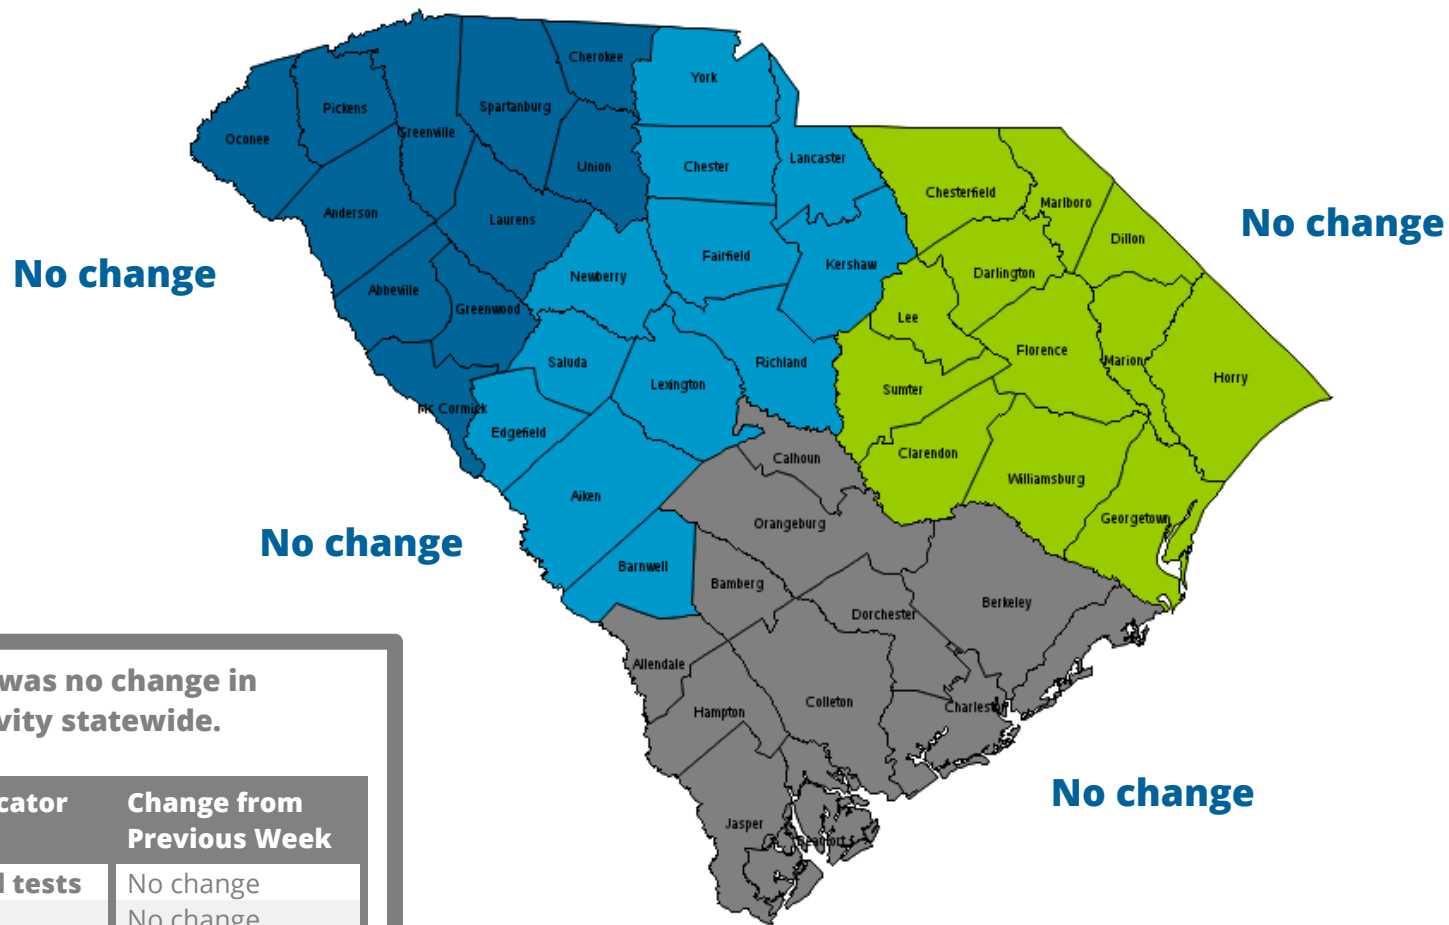 Cherokee
York
Pickens
Spartanburg
Greenville
Oconee
Union
Chester
Lancaster
Chesterfield
Marlboro
Anderson
Laurens
No change
Dillon
Fairfield
Kershaw
Darlington
No change
Newberry
Abbeville
Greenwood
Lee
Florence
Marion
Saluda
Richland
Horry
Lexington
Sumter
Mc Cormick
Edgefield
Clarendon
Calhoun
Williamsburg
Aiken
Orangeburg
Georgetown
No change
Barnwell
Bamberg
Berkeley
Dorchester
Allendale
was no change in
vity statewide.
Colleton
Charleston
Hampton
No change
cator Change from
Previous Week
Jasper
Beaufort
tests No change
No change